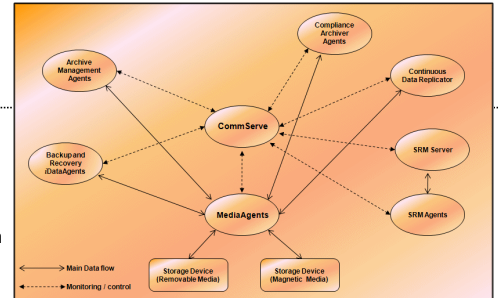 Compliance
Archiver
Agents
Archive
Management
Agents
Continuous
Data Replicator
CommServe
SRM Server
Backup and
Recovery
iDataAgents
MediaAgents
SRM Agents
Main Data flow
Monitoring / control
Storage Device
(Removable Media)
Storage Device
(Magnetic Media)